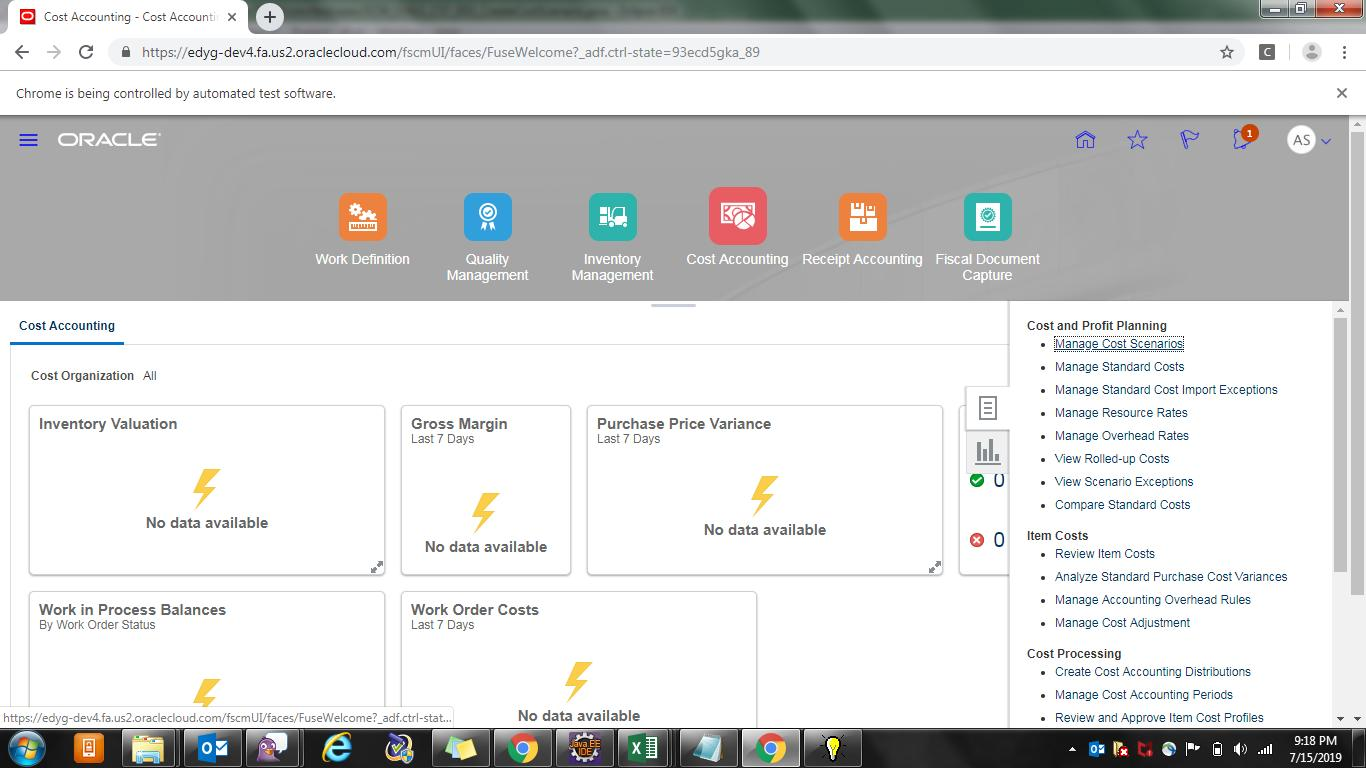 Cost Accounting - Cost Accountin
https://edyg-dev4.fa.us2.oraclecloud.com/fscmUI/faces/FuseWelcome?_adf.ctrl-state=93ecd5gka_89
C
Chrome is being controlled by automated test software.
ORACLE
1
AS
Work Definition
Quality
Management
Inventory
Management
Cost Accounting
Receipt Accounting
Fiscal Document
Capture
Cost Accounting
Cost Organization All
Inventory Valuation
No data available
Gross Margin
Last 7 Days
No data available
Purchase Price Variance
Last 7 Days
No data available
0
0
Work in Process Balances
By Work Order Status
Work Order Costs
Last 7 Days
No data available
Cost and Profit Planning
Manage Cost Scenarios
Manage Standard Costs
Manage Standard Cost Import Exceptions
Manage Resource Rates
Manage Overhead Rates
View Rolled-up Costs
View Scenario Exceptions
Compare Standard Costs
Item Costs
Review Item Costs
Analyze Standard Purchase Cost Variances
Manage Accounting Overhead Rules
Manage Cost Adjustment
Cost Processing
Create Cost Accounting Distributions
Manage Cost Accounting Periods
Review and Approve Item Cost Profiles
https://edyg-dev4.fa.us2.oraclecloud.com/fscmUI/faces/FuseWelcome?_adf.ctrl-stat...
Java EE
IDE
9:18 PM
7/15/2019